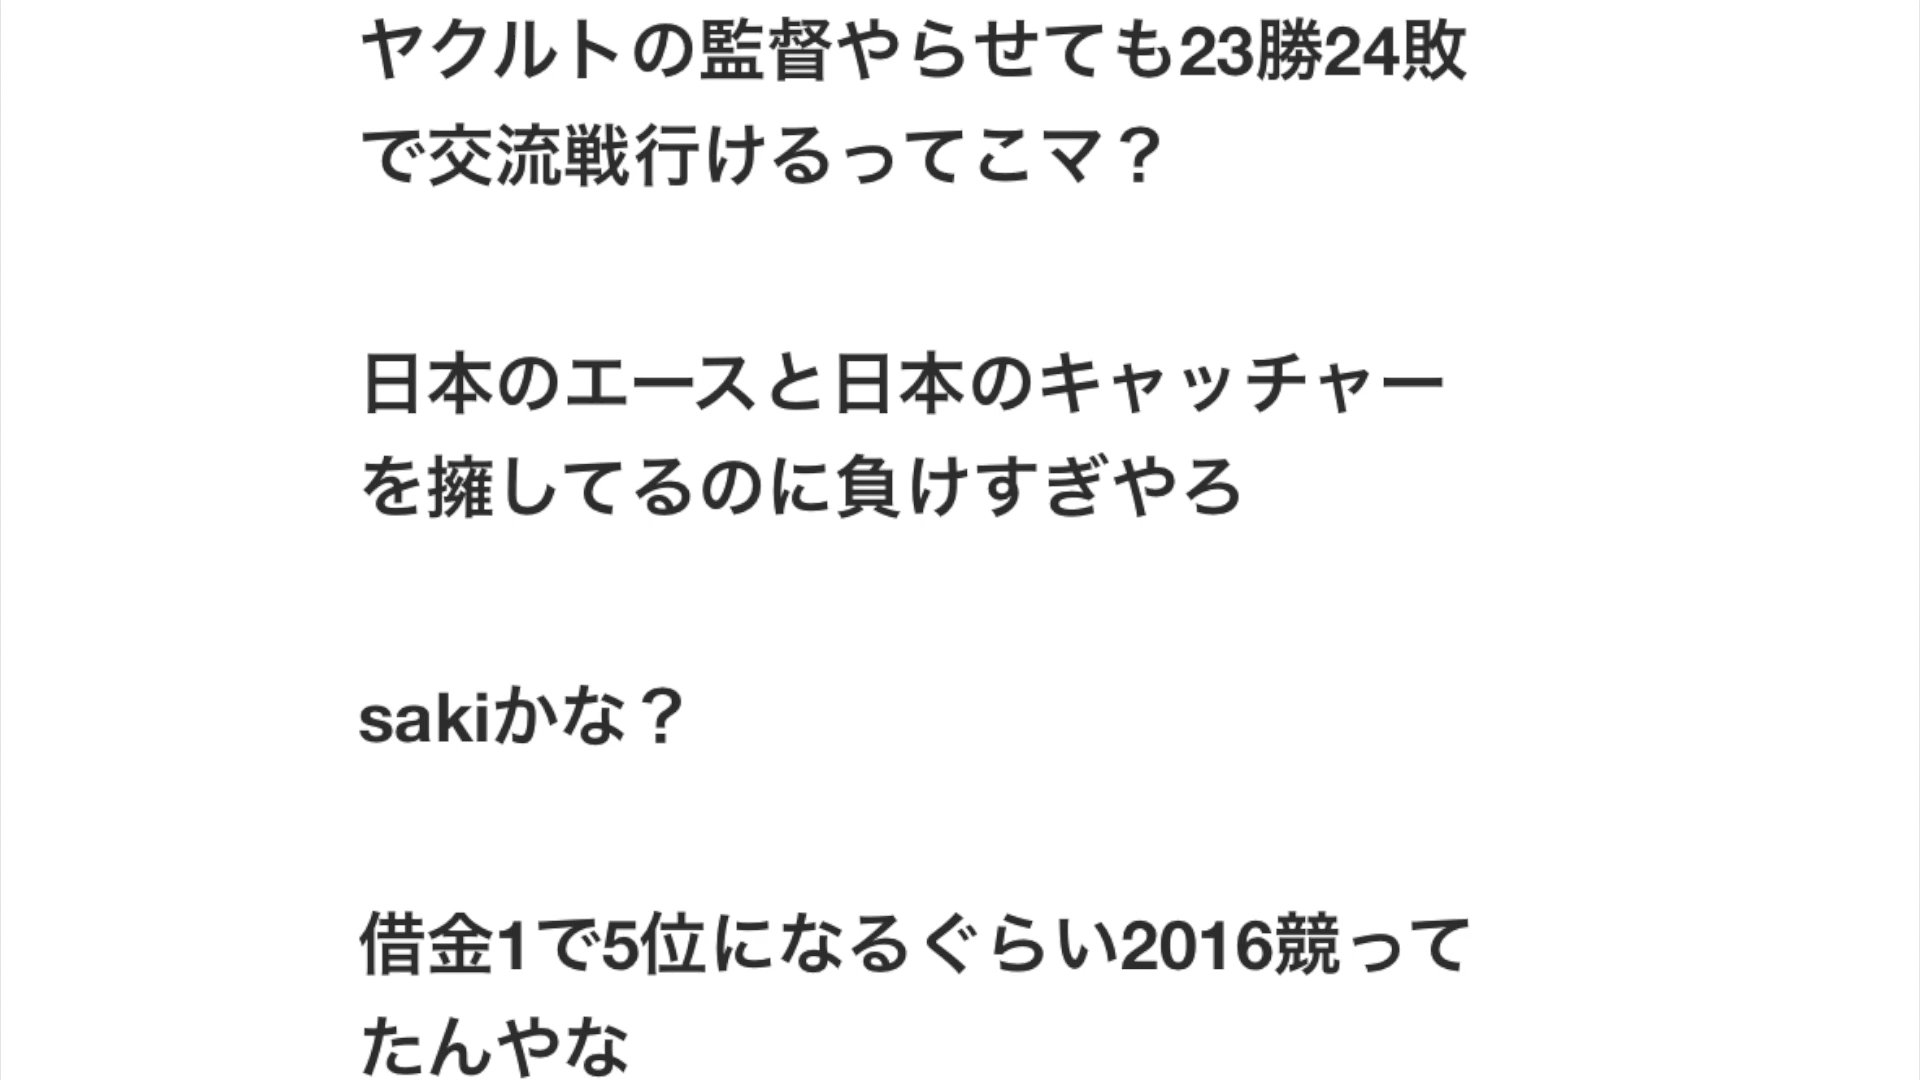 ヤクルトの監督やらせても23勝24敗
で交流戦行けるってこマ？
日本のエースと日本のキャッチャー
を擁してるのに負けすぎやろ
sakiかな？
借金1で5位になるぐらい2016競って
たんやな